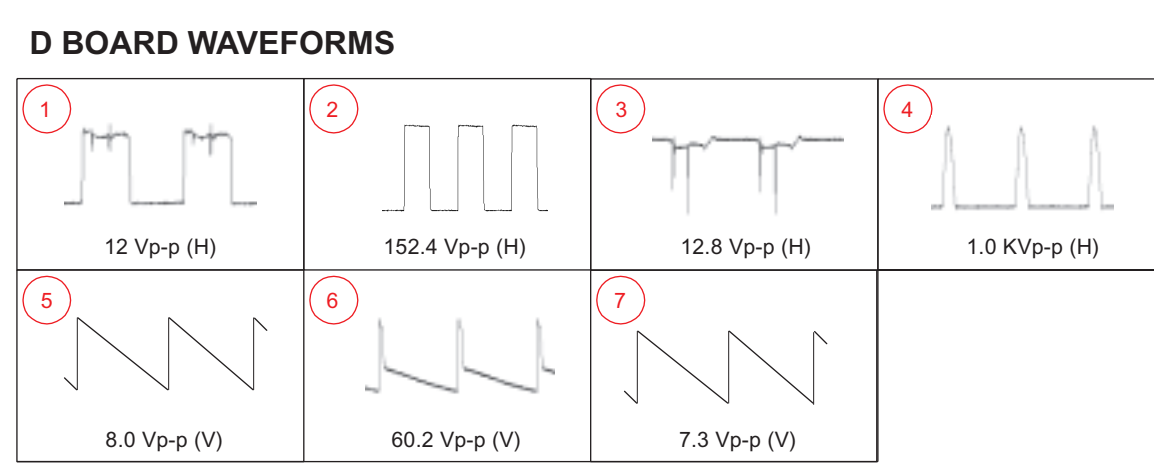 D BOARD WAVEFORMS
1
2
3
4
12 Vp-p (H)
152.4 Vp-p (H)
12.8 Vp-p (H)
1.0 KVp-p (H)
5
6
7
8.0 Vp-p (V)
60.2 Vp-p (V)
7.3 Vp-p (V)